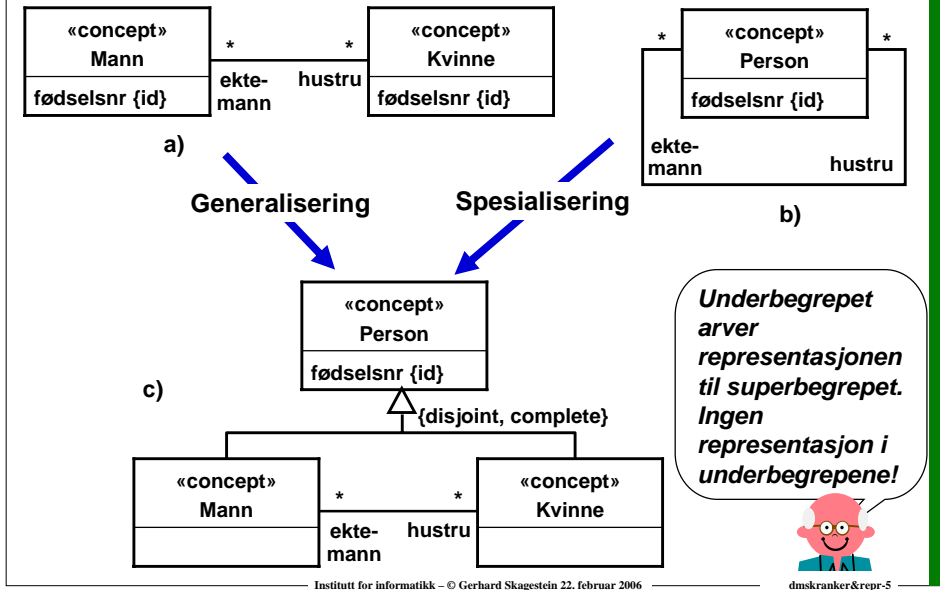 «concept»
Mann
fødselsnr {id}
*
*
ekte-
mann
hustru
«concept»
Kvinne
fødselsnr {id}
a)
*
*
«concept»
Person
fødselsnr {id}
ekte-
mann
hustru
b)
Generalisering
Spesialisering
«concept»
Person
fødselsnr {id}
c)
{disjoint, complete}
«concept»
Mann
*
*
ekte-
mann
hustru
«concept»
Kvinne
Underbegrepet
arver
representasjonen
til superbegrepet.
Ingen
representasjon i
underbegrepene!
Institutt for informatikk – © Gerhard Skagestein 22. februar 2006
dmskranker&repr-5